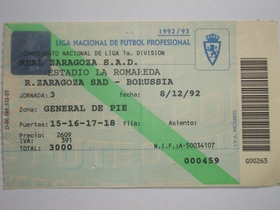 1992/93
LIGA NACIONAL DE FUTBOL PROFESIONAL
CAMPEONATO NACIONAL DE LIGA 1a. DIVISION
REAL ZARAGOZA S.A.D.
ESTADIO LA ROMAREDA
R.ZARAGOZA SAD - BORUSSIA
JORNADA: 3 fecha: 8/12/92
Zona: GENERAL DE PIE
Puertas: 15-16-17-18 fila: Asiento:
Precio: 2609
IVA: 391
TOTAL: 3000 N.I.F.:A-50034107
000459
G00263